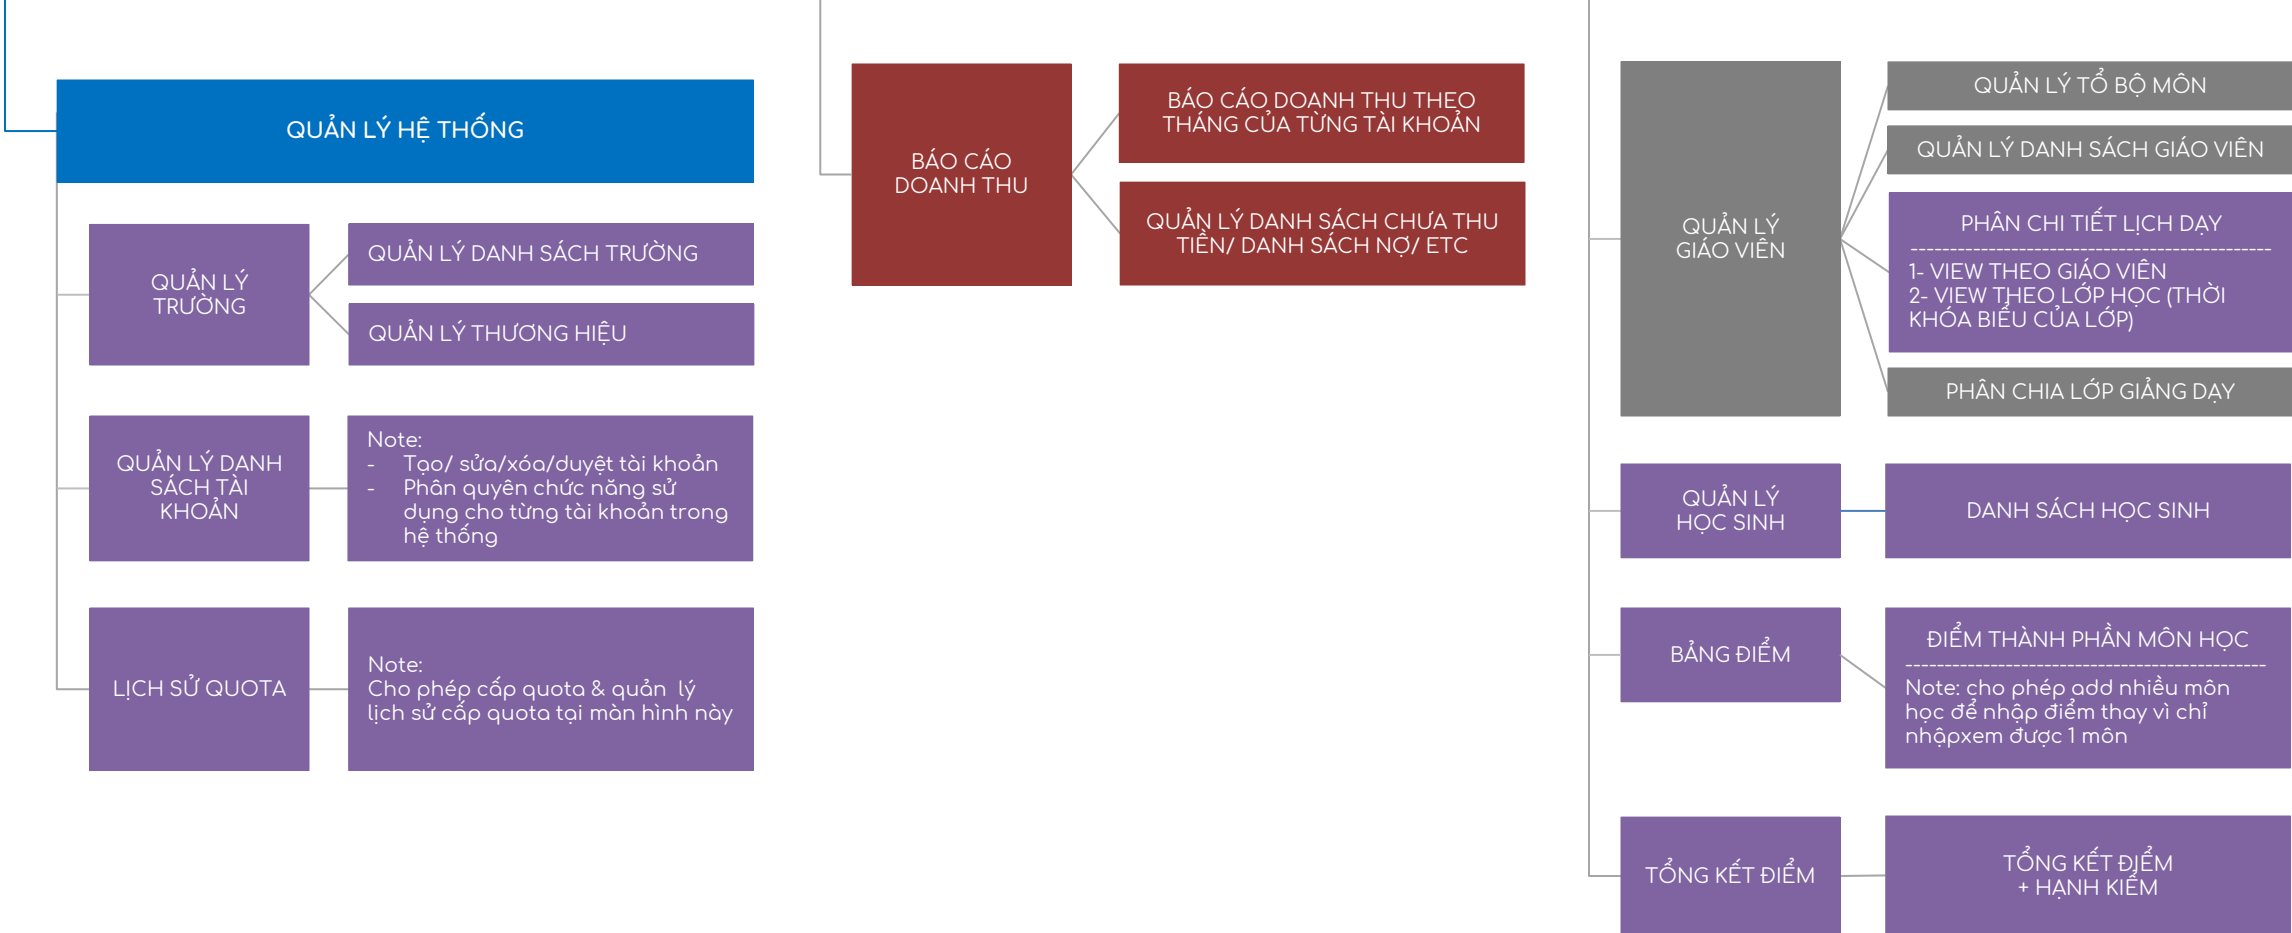 QUẢN LÝ HỆ THỐNG
QUẢN LÝ
TRƯỜNG
QUẢN LÝ DANH SÁCH TRƯỜNG
QUẢN LÝ THƯƠNG HIỆU
QUẢN LÝ DANH
SÁCH TÀI
KHOẢN
Note:
- Tạo/ sửa/xóa/duyệt tài khoản
- Phân quyên chức năng sử
dụng cho từng tài khoản trong
hệ thống
LỊCH SỬ QUOTA
Note:
Cho phép cấp quota & quản lý
lịch sử cấp quota tại màn hình này
BÁO CÁO
DOANH THU
BÁO CÁO DOANH THU THEO
THÁNG CỦA TỪNG TÀI KHOẢN
QUẢN LÝ DANH SÁCH CHƯA THU
TIỀN/ DANH SÁCH NỢ/ ETC
QUẢN LÝ
GIÁO VIÊN
QUẢN LÝ TỔ BỘ MÔN
QUẢN LÝ DANH SÁCH GIÁO VIÊN
PHÂN CHI TIẾT LỊCH DẠY
----------------------------------------------
1- VIEW THEO GIÁO VIÊN
2- VIEW THEO LỚP HỌC (THỜI
KHÓA BIỂU CỦA LỚP)
PHÂN CHIA LỚP GIẢNG DẠY
QUẢN LÝ
HỌC SINH
DANH SÁCH HỌC SINH
BẢNG ĐIỂM
ĐIỂM THÀNH PHẦN MÔN HỌC
----------------------------------------------
Note: cho phép add nhiều môn
học để nhập điểm thay vì chỉ
nhậpxem được 1 môn
TỔNG KẾT ĐIỂM
TỔNG KẾT ĐIỂM
+ HẠNH KIỂM